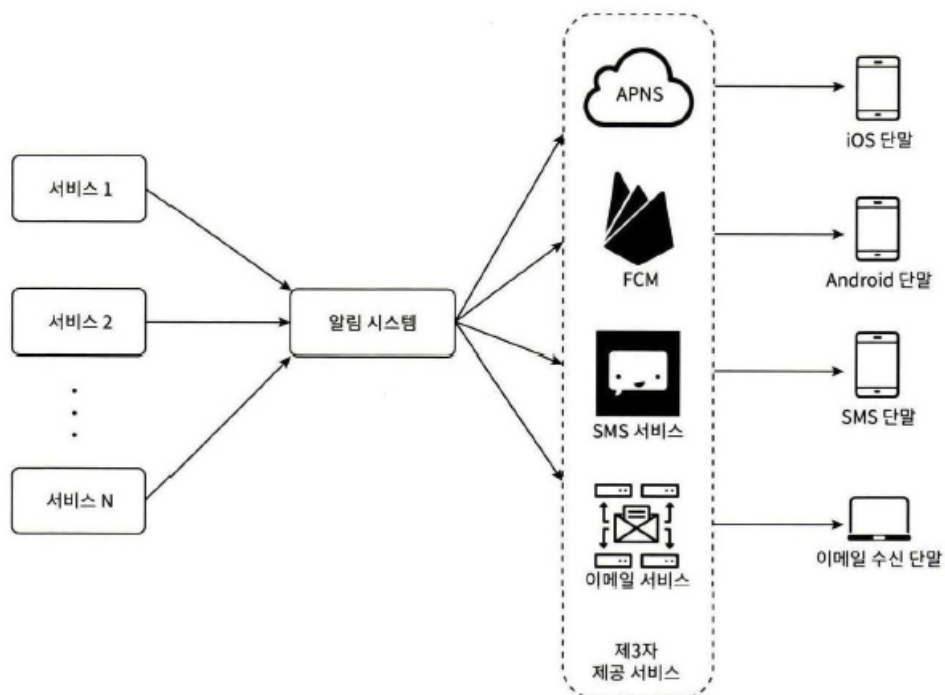 APNS
iOS 단말
서비스 1
FCM
Android 단말
서비스 2
알림 시스템
SMS 서비스
SMS 단말
서비스 N
이메일 서비스
이메일 수신 단말
제3자
제공 서비스